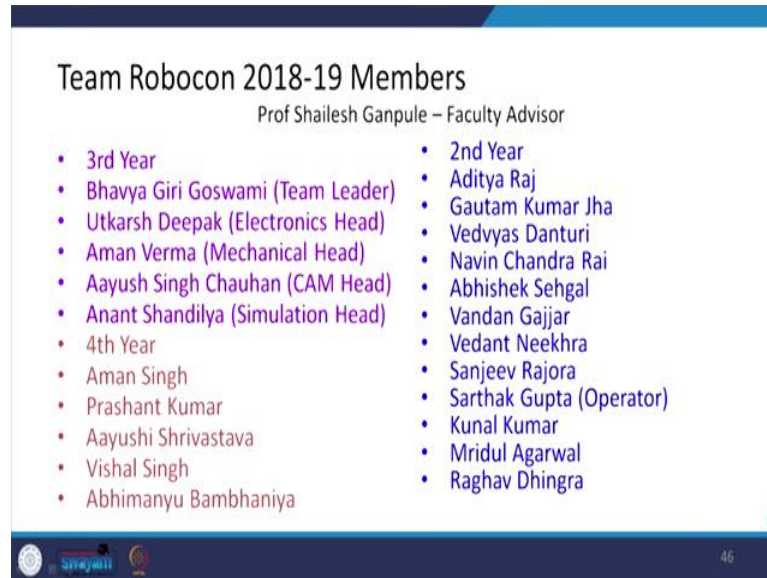 Team Robocon 2018-19 Members
Prof Shailesh Ganpule – Faculty Advisor
• 3rd Year
• Bhavya Giri Goswami (Team Leader)
• Utkarsh Deepak (Electronics Head)
• Aman Verma (Mechanical Head)
• Aayush Singh Chauhan (CAM Head)
• Anant Shandilya (Simulation Head)
• 4th Year
• Aman Singh
• Prashant Kumar
• Aayushi Shrivastava
• Vishal Singh
• Abhimanyu Bambhaniya
• 2nd Year
• Aditya Raj
• Gautam Kumar Jha
• Vedvyas Danturi
• Navin Chandra Rai
• Abhishek Sehgal
• Vandan Gajjar
• Vedant Neekhra
• Sanjeev Rajora
• Sarthak Gupta (Operator)
• Kunal Kumar
• Mridul Agarwal
• Raghav Dhingra
swayam
46